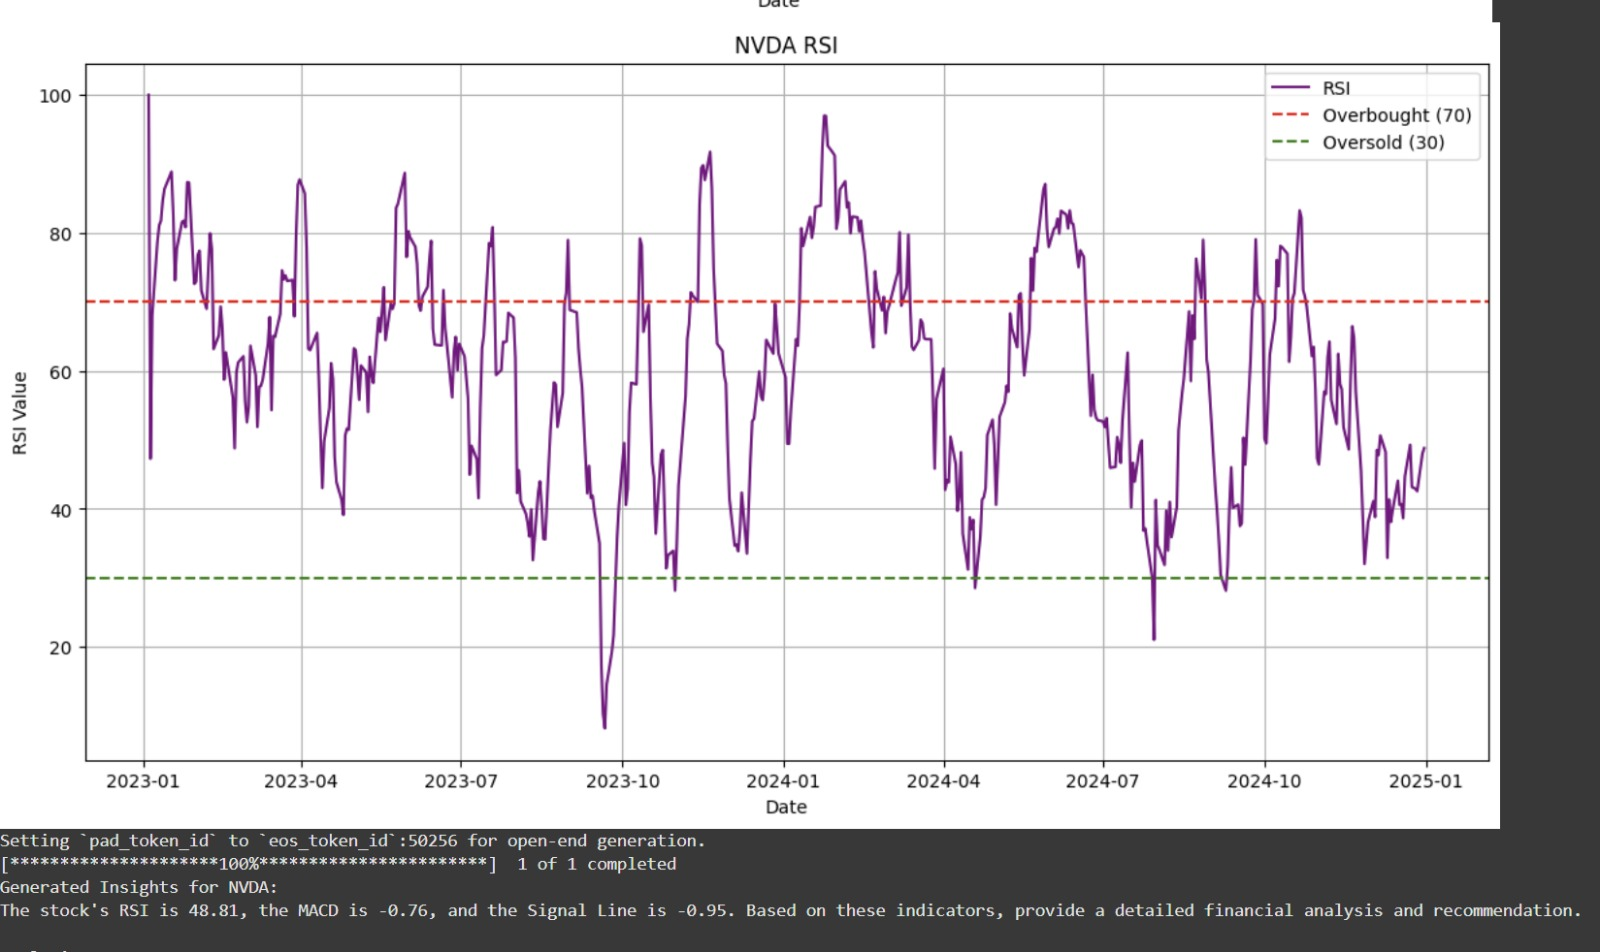 Date
NVDA RSI
RSI
Overbought (70)
Oversold (30)
100
80
60
40
20
RSI Value
2023-01 2023-04 2023-07 2023-10 2024-01 2024-04 2024-07 2024-10 2025-01
Date
Setting `pad_token_id` to `eos_token_id`:50256 for open-end generation.
[*********************100%***********************]  1 of 1 completed
Generated Insights for NVDA:
The stock's RSI is 48.81, the MACD is -0.76, and the Signal Line is -0.95. Based on these indicators, provide a detailed financial analysis and recommendation.